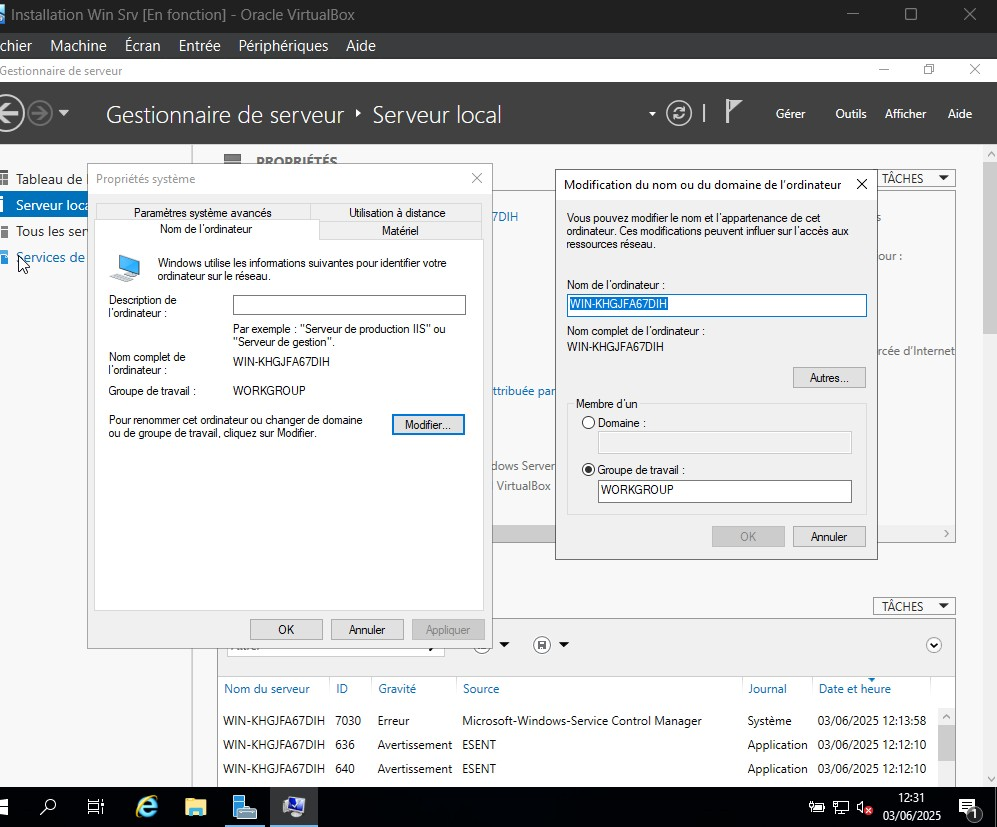 Installation Win Srv [En fonction] - Oracle VirtualBox
chier Machine Écran Entrée Périphériques Aide
Gestionnaire de serveur
Gestionnaire de serveur Serveur local
Gérer Outils Afficher Aide
Tableau de
Serveur loca
Tous les ser
Services de
PROPRIÉTÉS
TÂCHES
Propriétés système
Paramètres système avancés Utilisation à distance
Nom de l'ordinateur Matériel
Windows utilise les informations suivantes pour identifier votre
ordinateur sur le réseau.
Description de
l'ordinateur :
Par exemple : "Serveur de production IIS" ou
"Serveur de gestion".
Nom complet de
l'ordinateur :
WIN-KHGJFA67DIH
Groupe de travail : WORKGROUP
Pour renommer cet ordinateur ou changer de domaine
ou de groupe de travail, cliquez sur Modifier.
Modifier...
OK Annuler Appliquer
7DIH
ttribuée par
dows Server
VirtualBox
Modification du nom ou du domaine de l'ordinateur
Vous pouvez modifier le nom et l'appartenance de cet
ordinateur. Ces modifications peuvent influer sur l'accès aux
ressources réseau.
Nom de l'ordinateur :
WIN-KHGJFA67DIH
Nom complet de l'ordinateur :
WIN-KHGJFA67DIH
Autres...
Membre d'un
Domaine :
Groupe de travail :
WORKGROUP
OK Annuler
s
our :
rcée d'Internet
TÂCHES
Nom du serveur ID Gravité Source Journal Date et heure
WIN-KHGJFA67DIH 7030 Erreur Microsoft-Windows-Service Control Manager Système 03/06/2025 12:13:58
WIN-KHGJFA67DIH 636 Avertissement ESENT Application 03/06/2025 12:12:10
WIN-KHGJFA67DIH 640 Avertissement ESENT Application 03/06/2025 12:12:10
12:31
03/06/2025
1